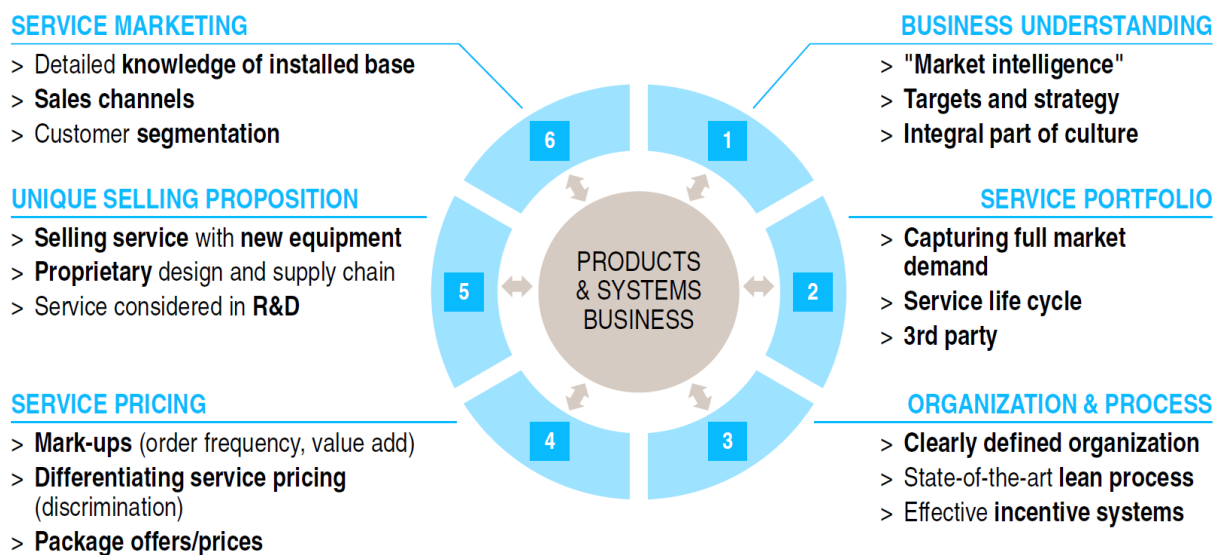 SERVICE MARKETING
> Detailed knowledge of installed base
> Sales channels
> Customer segmentation
BUSINESS UNDERSTANDING
> "Market intelligence"
> Targets and strategy
> Integral part of culture
6
1
UNIQUE SELLING PROPOSITION
> Selling service with new equipment
> Proprietary design and supply chain
> Service considered in R&D
5
PRODUCTS
& SYSTEMS
BUSINESS
2
SERVICE PORTFOLIO
> Capturing full market
demand
> Service life cycle
> 3rd party
SERVICE PRICING
> Mark-ups (order frequency, value add)
> Differentiating service pricing
(discrimination)
> Package offers/prices
4
3
ORGANIZATION & PROCESS
> Clearly defined organization
> State-of-the-art lean process
> Effective incentive systems